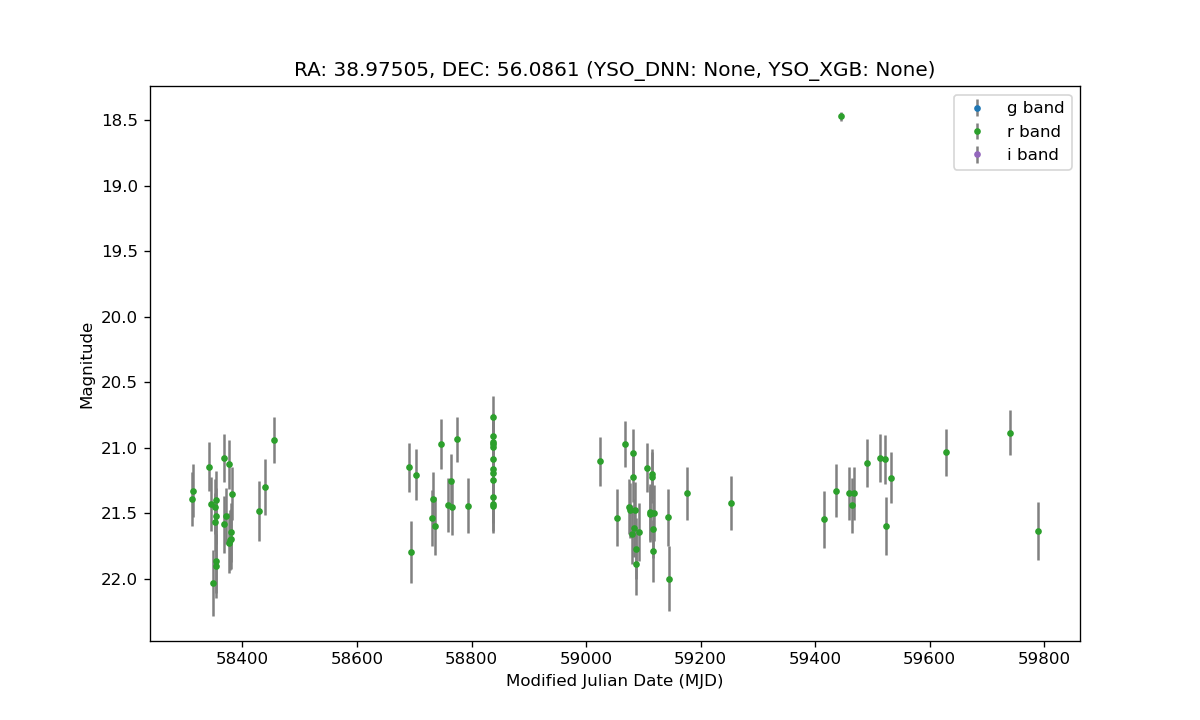 RA: 38.97505, DEC: 56.0861 (YSO_DNN: None, YSO_XGB: None)
g band
r band
i band
18.5
19.0
19.5
20.0
20.5
21.0
21.5
22.0
Magnitude
58400
58600
58800
59000
59200
59400
59600
59800
Modified Julian Date (MJD)